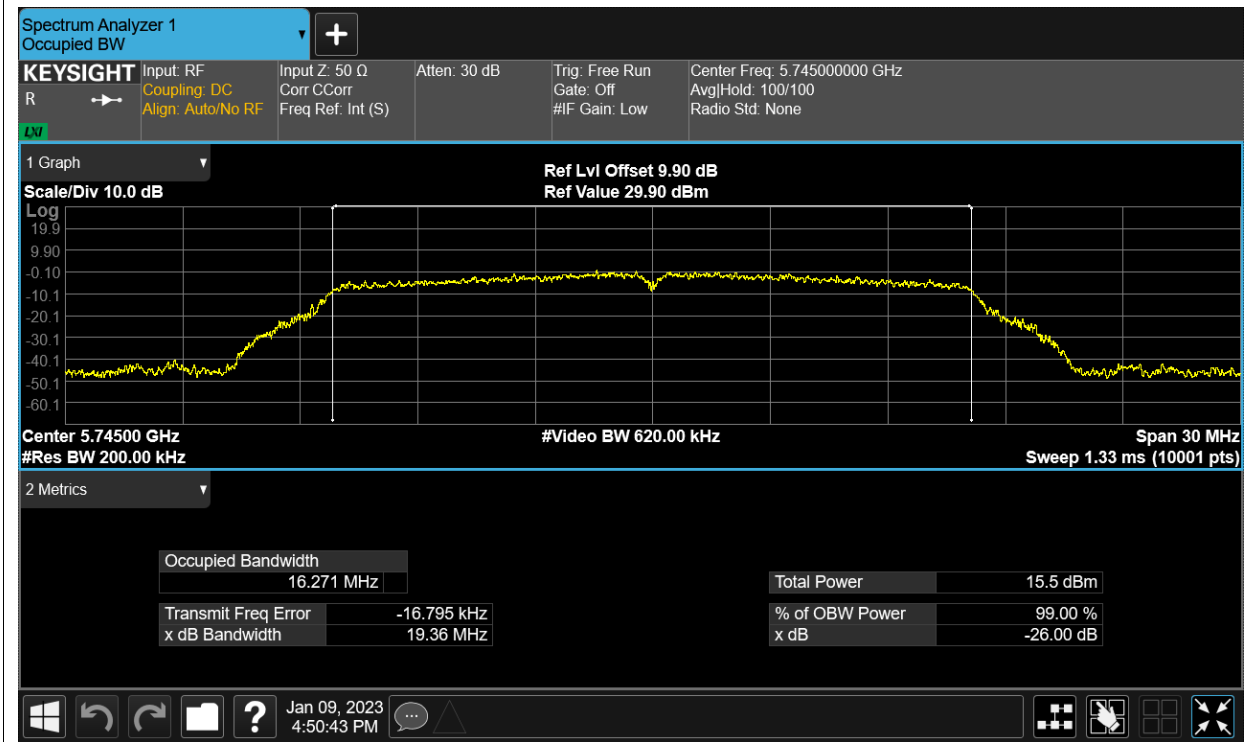 Spectrum Analyzer 1
Occupied BW
KEYSIGHT
R
LXI
Input: RF
Coupling: DC
Align: Auto/No RF
Input Z: 50 Ω
Corr CCorr
Freq Ref: Int (S)
Atten: 30 dB
Trig: Free Run
Gate: Off
#IF Gain: Low
Center Freq: 5.745000000 GHz
Avg|Hold: 100/100
Radio Std: None
1 Graph
Scale/Div 10.0 dB
Ref Lvl Offset 9.90 dB
Ref Value 29.90 dBm
Log
19.9
9.90
-0.10
-10.1
-20.1
-30.1
-40.1
-50.1
-60.1
Center 5.74500 GHz
#Video BW 620.00 kHz
Span 30 MHz
#Res BW 200.00 kHz
Sweep 1.33 ms (10001 pts)
2 Metrics
Occupied Bandwidth
16.271 MHz
Total Power 15.5 dBm
Transmit Freq Error -16.795 kHz
% of OBW Power 99.00 %
x dB Bandwidth 19.36 MHz
x dB -26.00 dB
?
Jan 09, 2023
4:50:43 PM